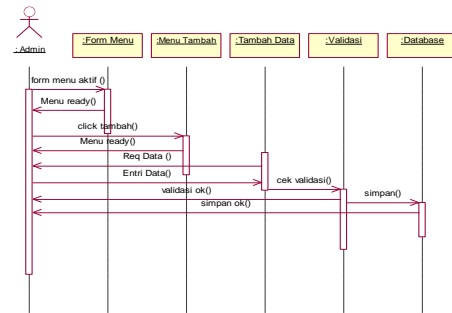 : Admin
:Form Menu
:Menu Tambah
:Tambah Data
:Validasi
:Database
form menu aktif ()
Menu ready()
click tambah()
Menu ready()
Req Data ()
Entri Data()
cek validasi()
validasi ok()
simpan()
simpan ok()